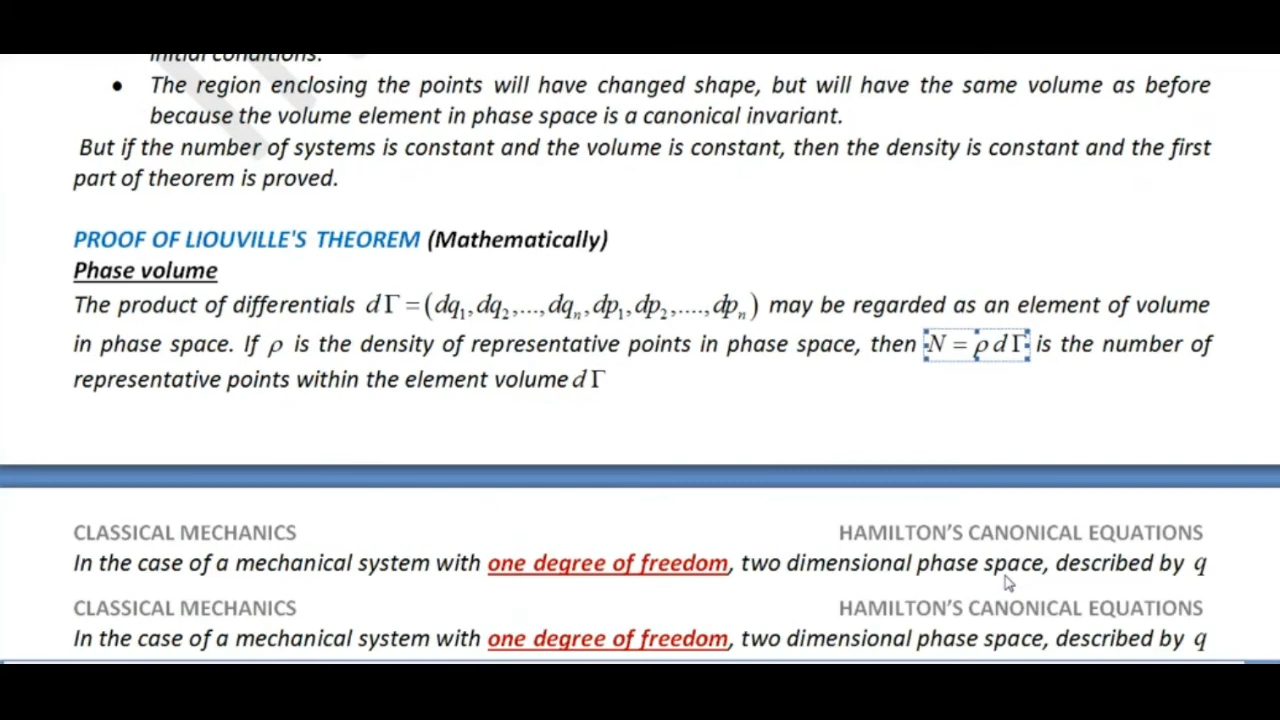 initial conditions.
• The region enclosing the points will have changed shape, but will have the same volume as before
because the volume element in phase space is a canonical invariant.
But if the number of systems is constant and the volume is constant, then the density is constant and the first
part of theorem is proved.
PROOF OF LIOUVILLE'S THEOREM (Mathematically)
Phase volume
The product of differentials dΓ = (dq₁, dq₂, ..., dqₙ, dp₁, dp₂, ...., dpₙ) may be regarded as an element of volume
in phase space. If ρ is the density of representative points in phase space, then N = ρ dΓ is the number of
representative points within the element volume dΓ
CLASSICAL MECHANICS HAMILTON'S CANONICAL EQUATIONS
In the case of a mechanical system with one degree of freedom, two dimensional phase space, described by q
CLASSICAL MECHANICS HAMILTON'S CANONICAL EQUATIONS
In the case of a mechanical system with one degree of freedom, two dimensional phase space, described by q